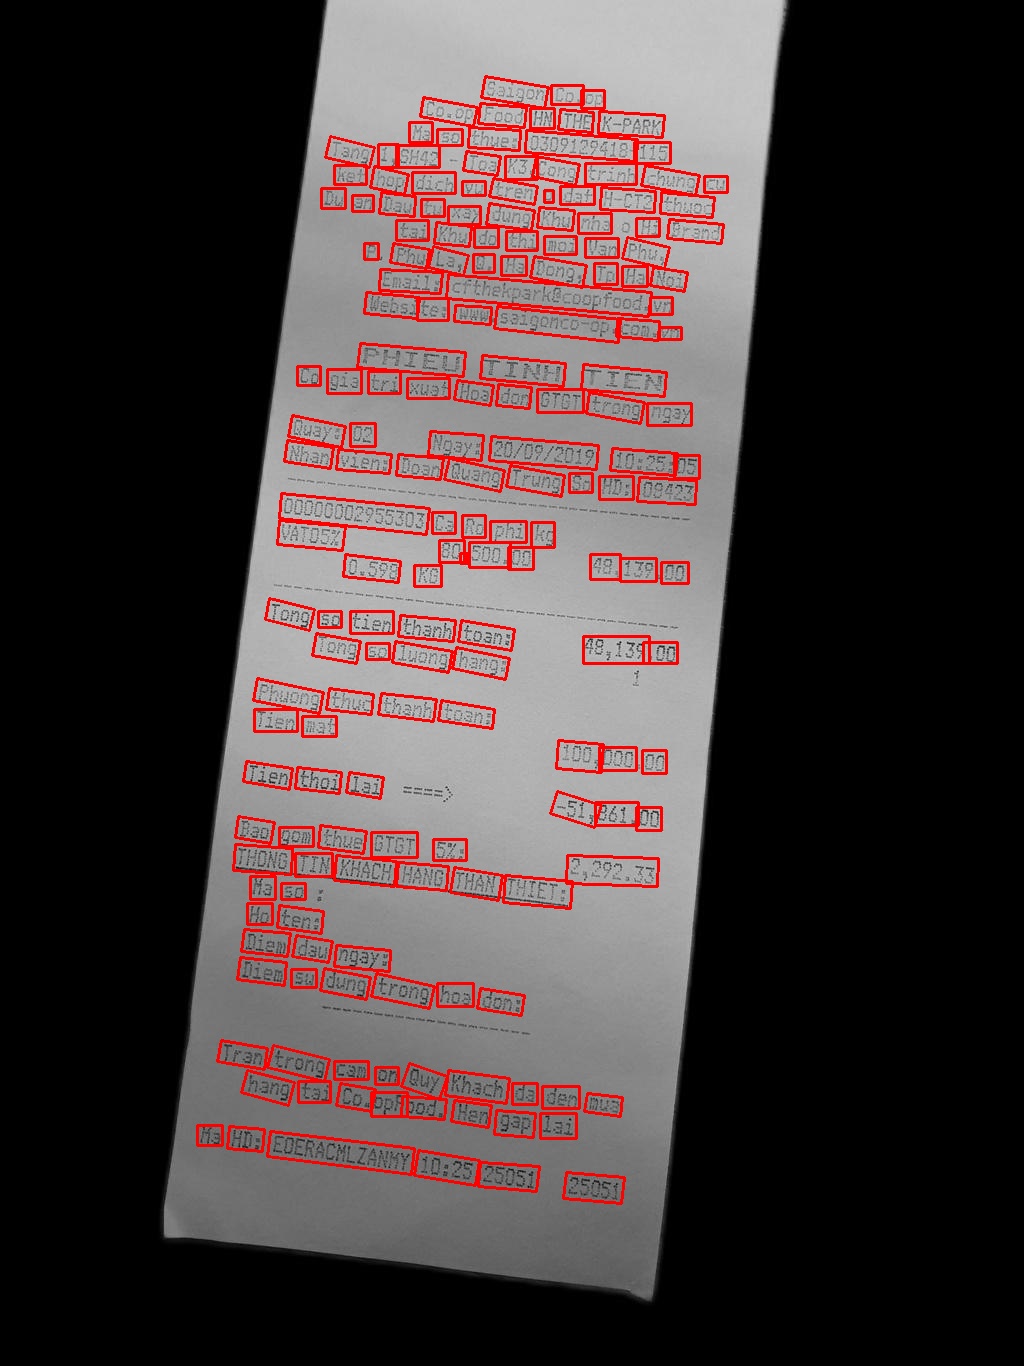 Saigon Co.op
Co.op Food HN THE K-PARK
Ma so thue: 0309129418-115
Tang 1,SH42 - Toa K3,Cong trinh chung cu
ket hop dich vu tren o dat H-CT2 thuoc
Du an Dau tu xay dung Khu nha o Hi Brand
tai Khu do thi moi Van Phu,
P. Phu La, Q. Ha Dong, Tp Ha Noi
Email: cfthekpark@coopfood.vn
Website: www.saigonco-op.com.vn
PHIEU TINH TIEN
Co gia tri xuat Hoa don GTGT trong ngay
Quay: 02 Ngay: 20/09/2019 10:25:05
Nhan vien: Doan Quang Trung So HD: 08423
00000002955303 Ca Ro phi kg
VAT05% 80,500.00 48,139.00
0.598 KG
Tong so tien thanh toan: 48,139.00
Tong so luong hang: 1
Phuong thuc thanh toan:
Tien mat 100,000.00
Tien thoi lai ====> -51,861.00
Bao gom thue GTGT 5%: 2,292.33
THONG TIN KHACH HANG THAN THIET:
Ma so :
Ho ten:
Diem dau ngay:
Diem su dung trong hoa don:
Tran trong cam on Quy Khach da den mua
hang tai Co.opFood. Hen gap lai
Ma HD: EOERACMLZANMY 10:25 25051 25051